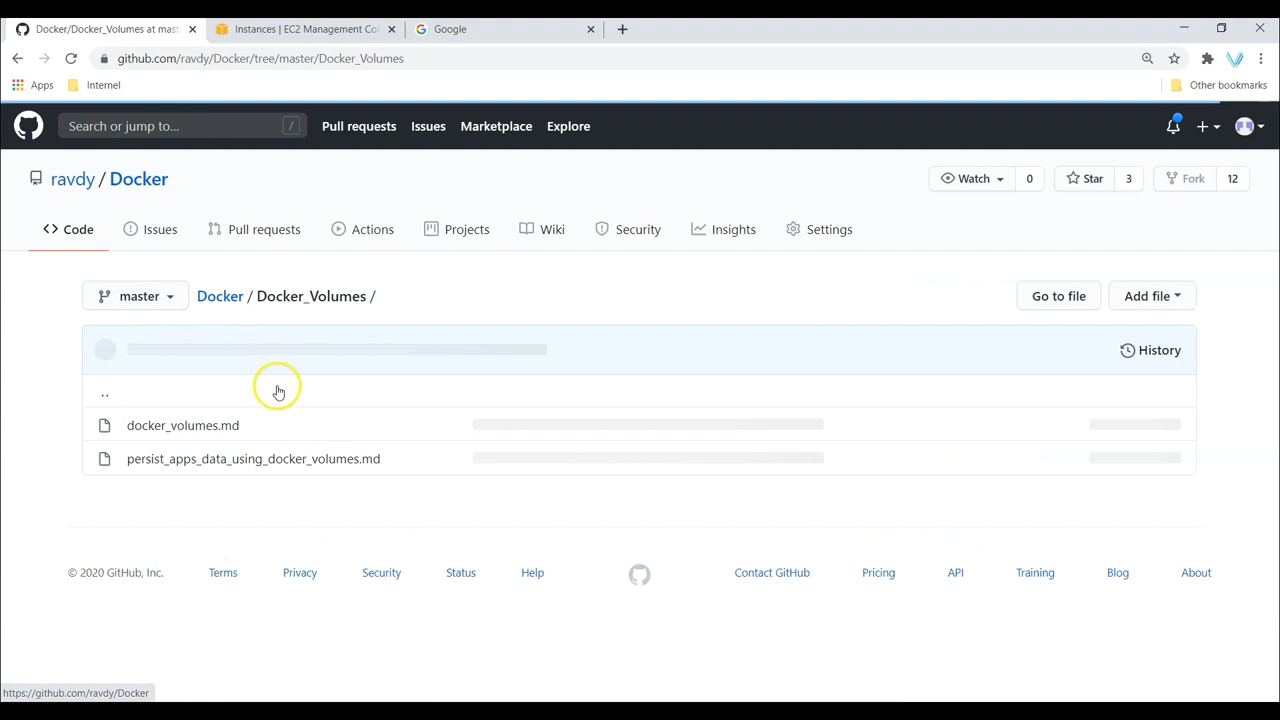 Docker/Docker_Volumes at mast
Instances | EC2 Management Co
Google
github.com/ravdy/Docker/tree/master/Docker_Volumes
Apps
Internet
Other bookmarks
Search or jump to...
/
Pull requests
Issues
Marketplace
Explore
ravdy / Docker
Watch
0
Star
3
Fork
12
Code
Issues
Pull requests
Actions
Projects
Wiki
Security
Insights
Settings
master
Docker / Docker_Volumes /
Go to file
Add file
History
..
docker_volumes.md
persist_apps_data_using_docker_volumes.md
© 2020 GitHub, Inc.
Terms
Privacy
Security
Status
Help
Contact GitHub
Pricing
API
Training
Blog
About
https://github.com/ravdy/Docker